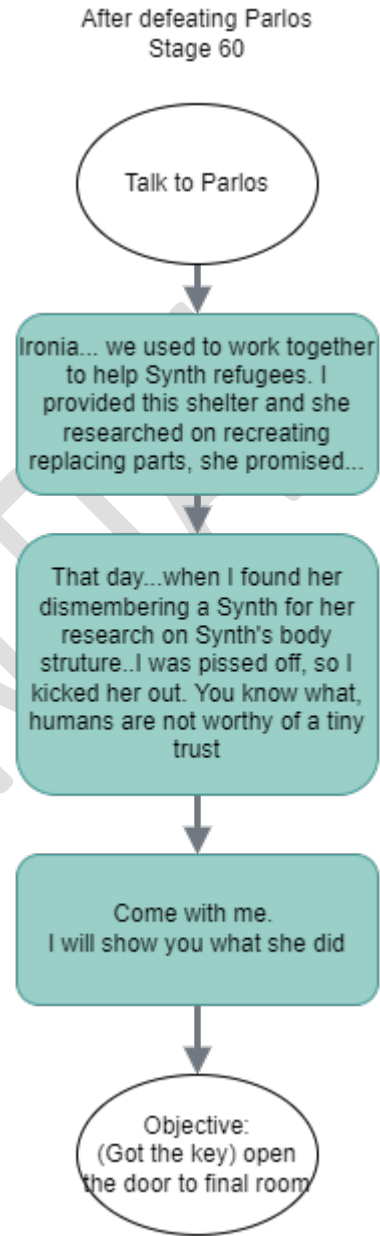 After defeating Parlos
Stage 60
Talk to Parlos
Ironia... we used to work together
to help Synth refugees. I
provided this shelter and she
researched on recreating
replacing parts, she promised...
That day...when I found her
dismembering a Synth for her
research on Synth's body
struture..I was pissed off, so I
kicked her out. You know what,
humans are not worthy of a tiny
trust
Come with me.
I will show you what she did
Objective:
(Got the key) open
the door to final room